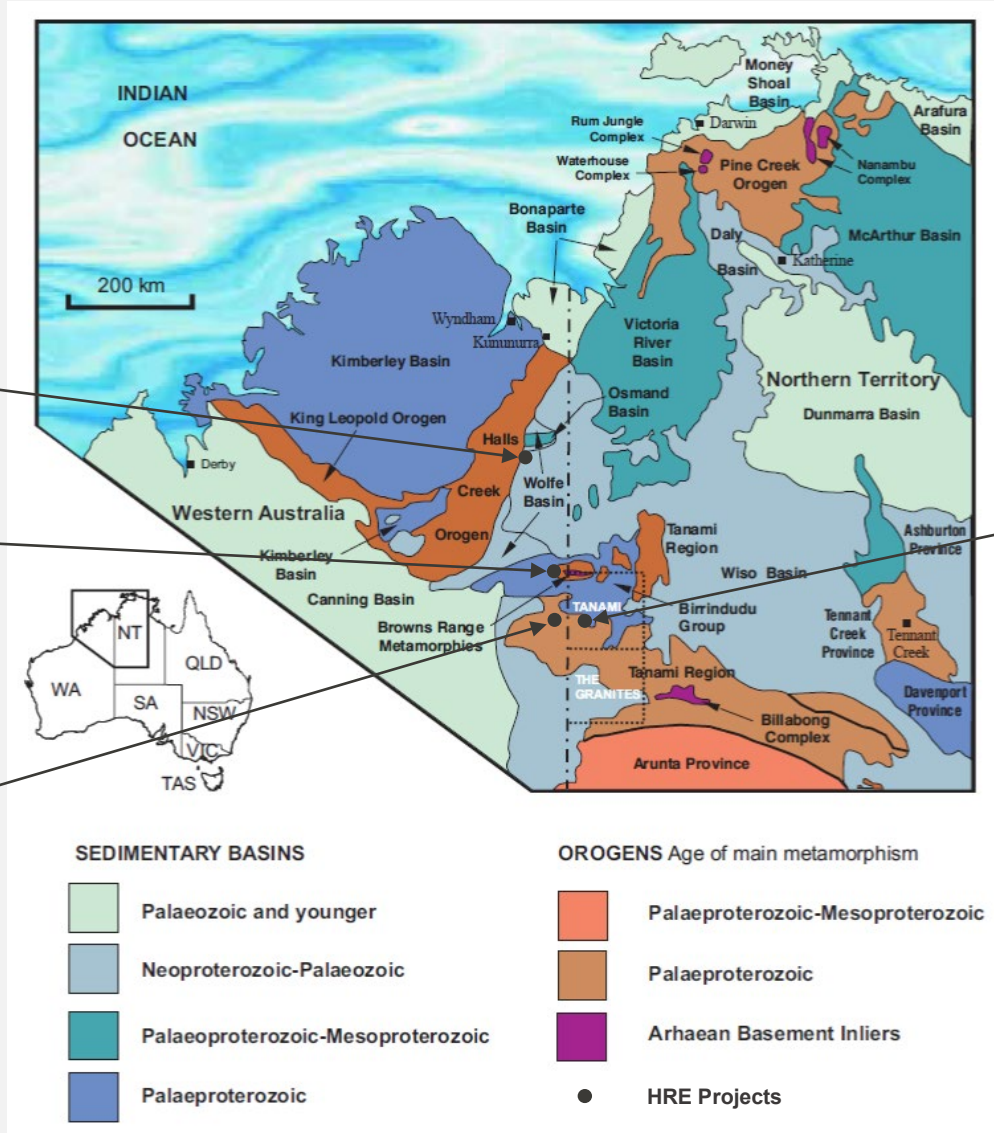 INDIAN
OCEAN
Money
Shoal
Basin
Arafura
Basin
Rum Jungle
Complex
Darwin
Waterhouse
Complex
Pine Creek
Orogen
Nanambu
Complex
Bonaparte
Basin
Daly
Basin
McArthur Basin
Katherine
200 km
Wyndham
Kununurra
Victoria
River
Basin
Kimberley Basin
Northern Territory
Dunmarra Basin
Osmand
Basin
King Leopold Orogen
Halls
Creek
Orogen
Derby
Wolfe
Basin
Western Australia
Tanami
Region
Ashburton
Province
Kimberley
Basin
Wiso Basin
Canning Basin
TANAMI
Birrindudu
Group
Browns Range
Metamorphies
Tennant
Creek
Province
Tennant
Creek
Tanami Region
THE
GRANITES
Davenport
Province
Billabong
Complex
Arunta Province
NT
QLD
WA
SA
NSW
VIC
TAS
SEDIMENTARY BASINS
Palaeozoic and younger
Neoproterozoic-Palaeozoic
Palaeoproterozoic-Mesoproterozoic
Palaeproterozoic
OROGENS Age of main metamorphism
Palaeproterozoic-Mesoproterozoic
Palaeproterozoic
Arhaean Basement Inliers
HRE Projects